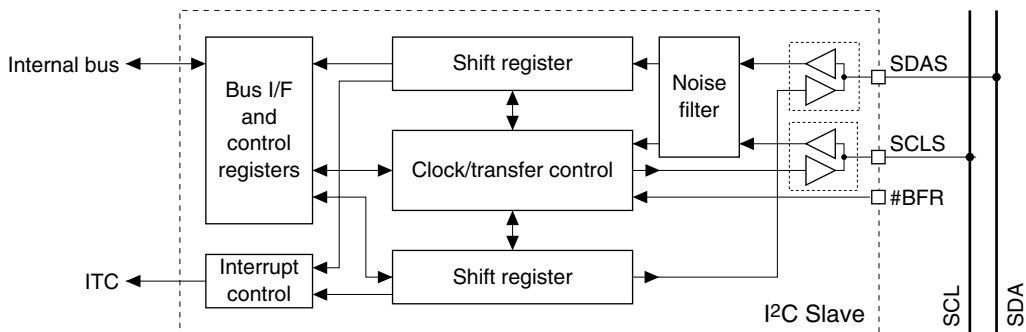 Internal bus
Bus I/F
and
control
registers
Shift register
Noise
filter
SDAS
Clock/transfer control
SCLS
#BFR
ITC
Interrupt
control
Shift register
I²C Slave
SCL
SDA